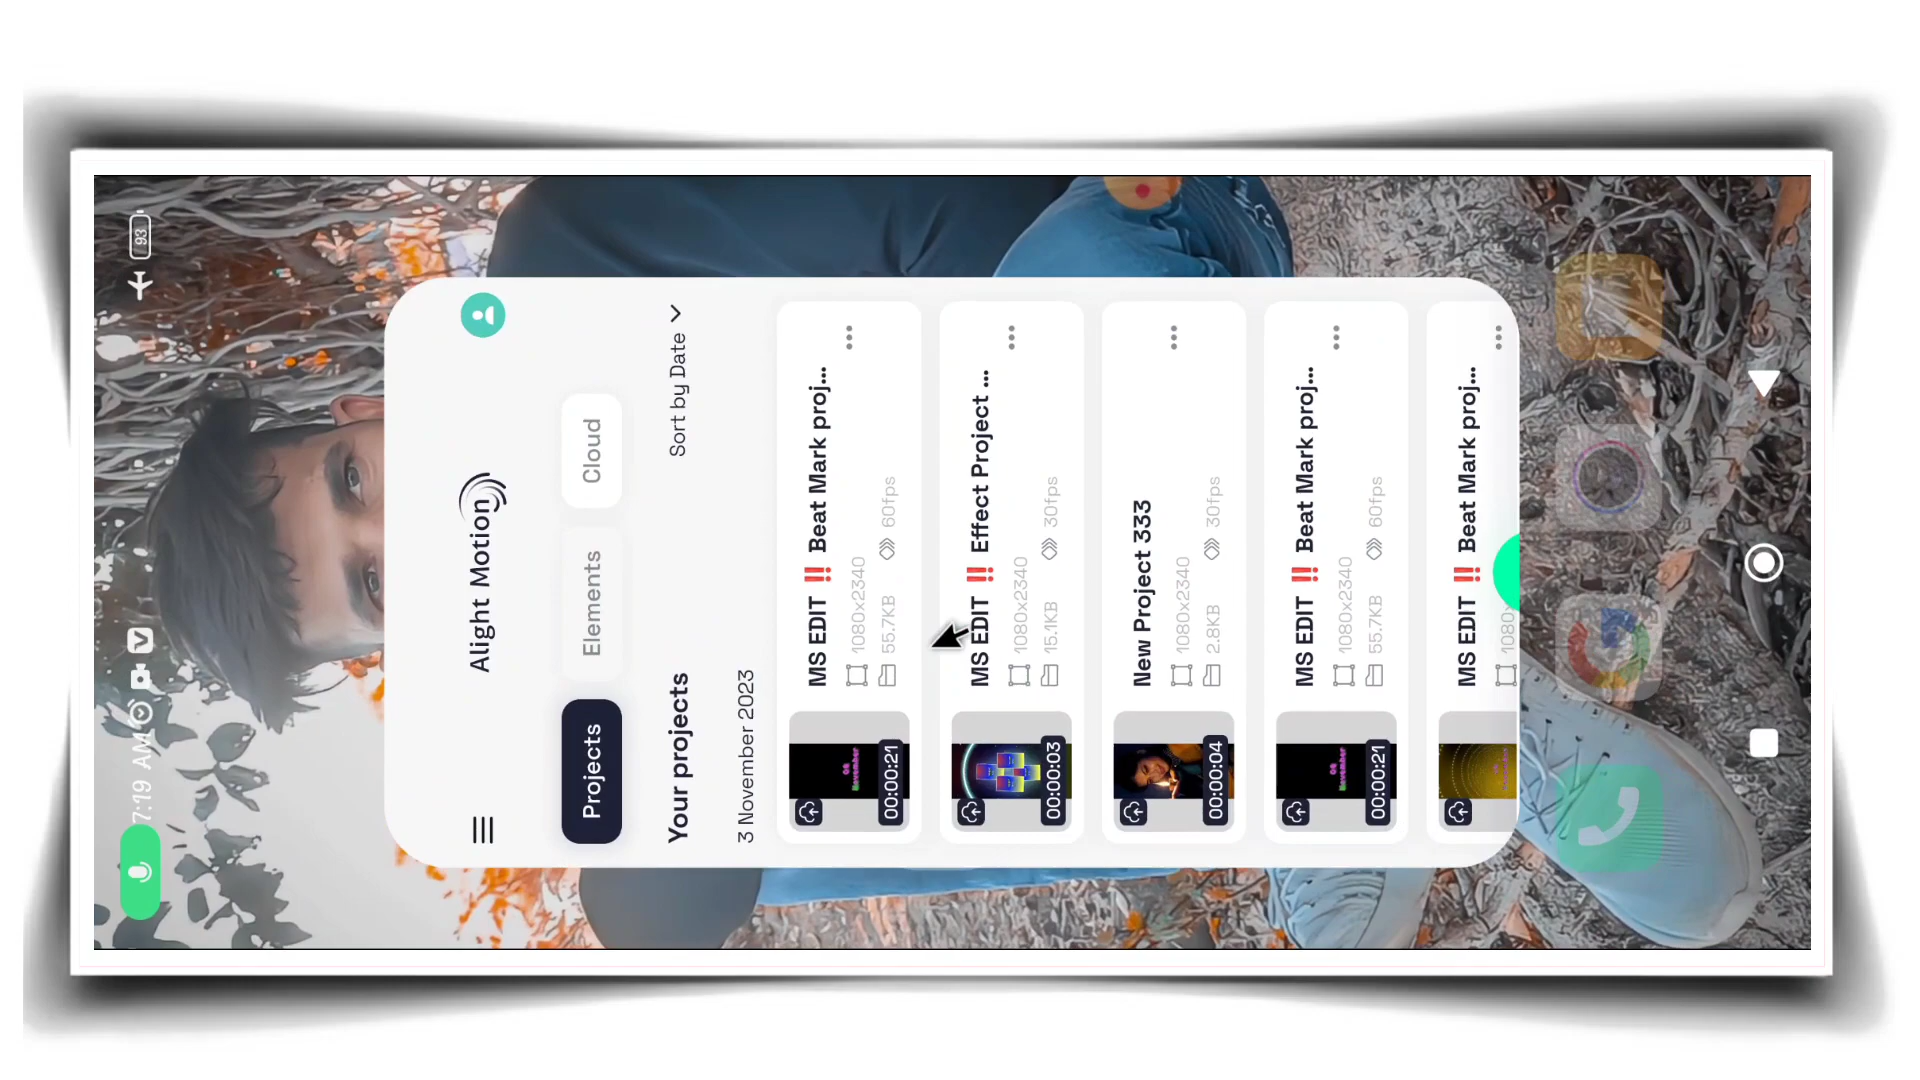 7:19 AM
93
Alight Motion
Projects
Elements
Cloud
Your projects
Sort by Date
3 November 2023
MS EDIT ‼️ Beat Mark proj...
1080x2340
55.7KB
60fps
00:00:21
MS EDIT ‼️ Effect Project ...
1080x2340
15.1KB
30fps
00:00:03
New Project 333
1080x2340
2.8KB
30fps
00:00:04
MS EDIT ‼️ Beat Mark proj...
1080x2340
55.7KB
60fps
00:00:21
MS EDIT ‼️ Beat Mark proj...